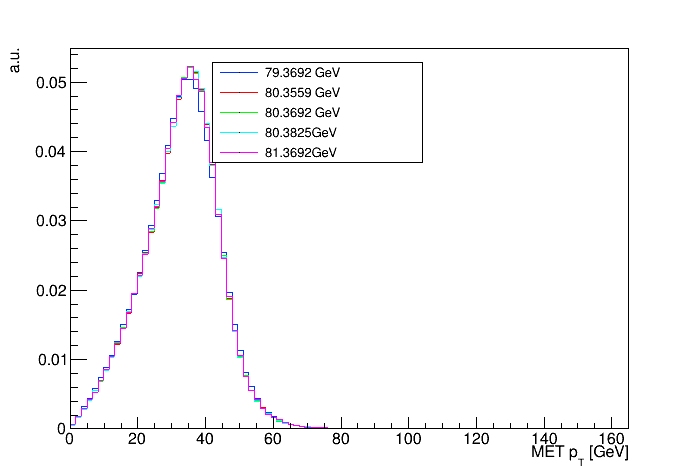 a.u.
0.05
0.04
0.03
0.02
0.01
0
79.3692 GeV
80.3559 GeV
80.3692 GeV
80.3825GeV
81.3692GeV
0 20 40 60 80 100 120 140 160
MET p_T [GeV]